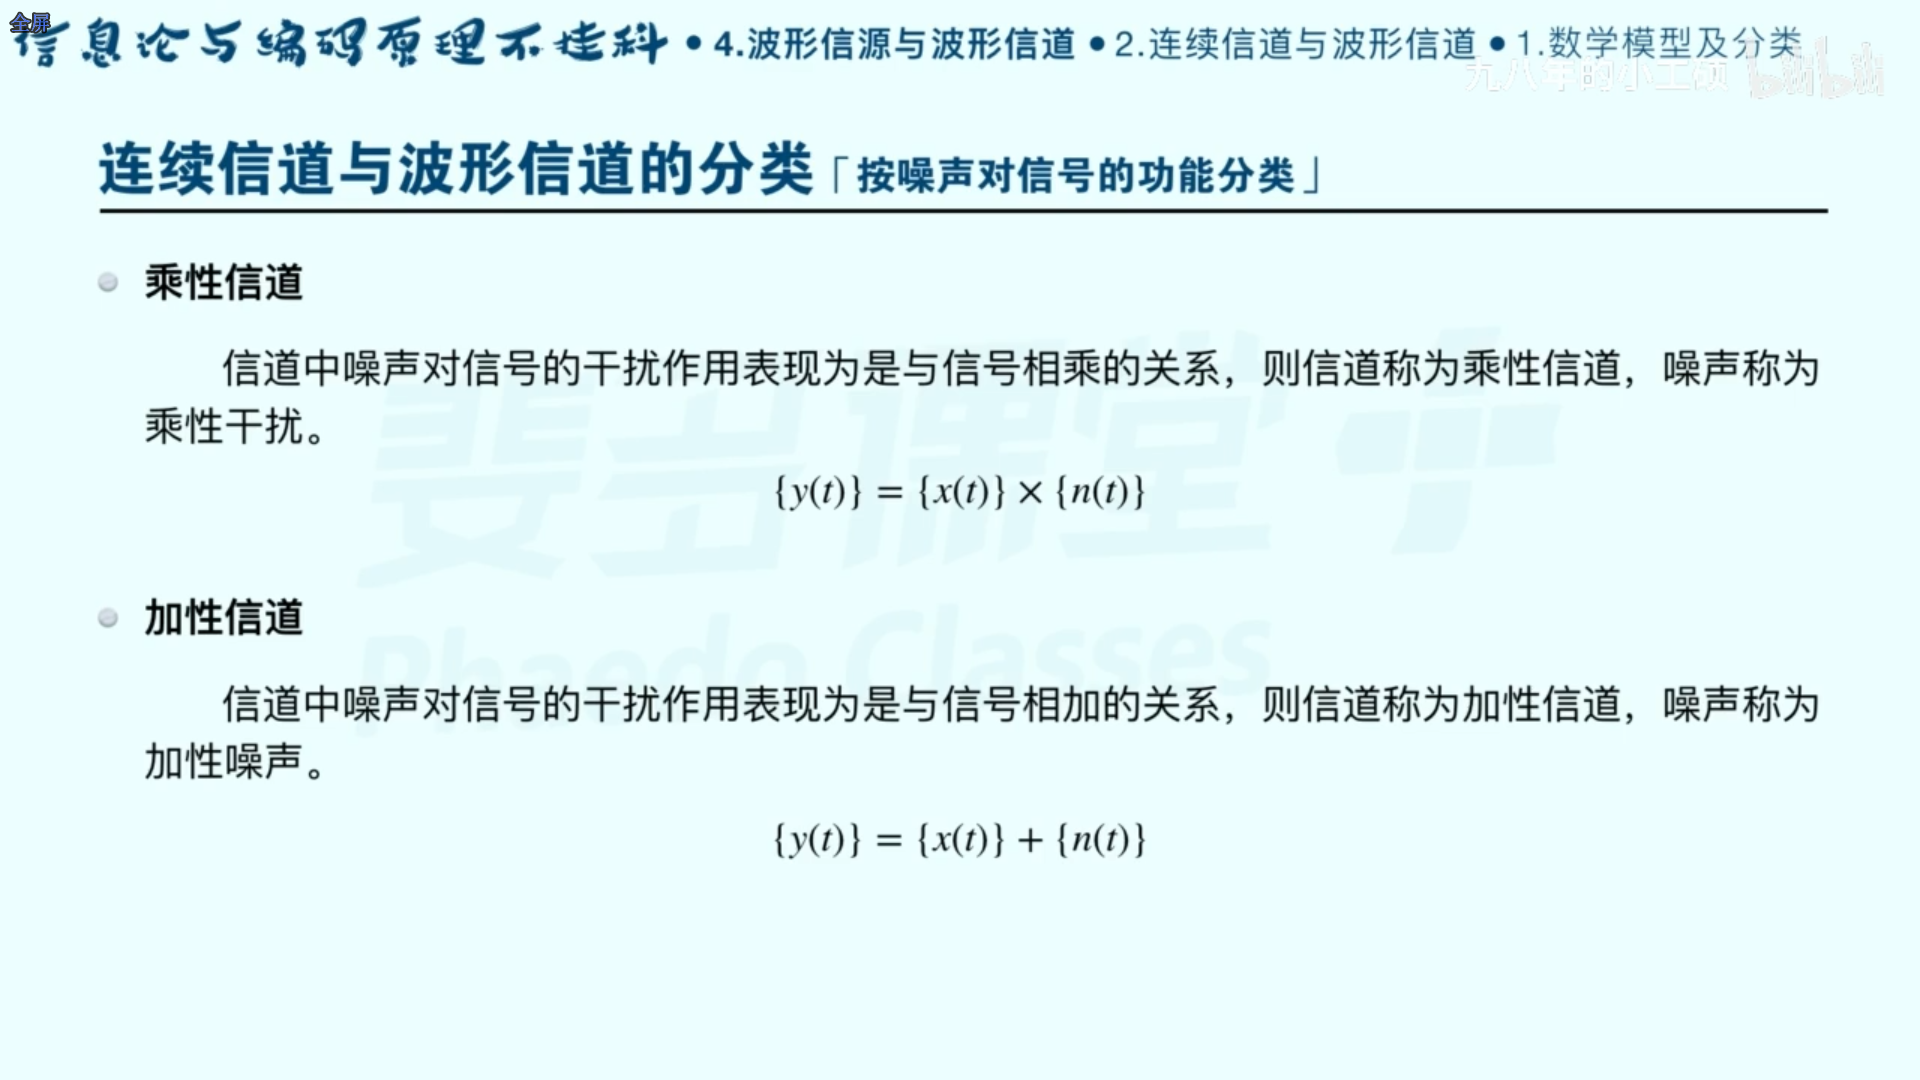 全屏
信息论与编码原理不挂科 • 4.波形信源与波形信道 • 2.连续信道与波形信道 • 1.数学模型及分类
九八年的小工硕 bilibili
连续信道与波形信道的分类「按噪声对信号的功能分类」
乘性信道
信道中噪声对信号的干扰作用表现为是与信号相乘的关系，则信道称为乘性信道，噪声称为
乘性干扰。
{y(t)} = {x(t)} × {n(t)}
加性信道
信道中噪声对信号的干扰作用表现为是与信号相加的关系，则信道称为加性信道，噪声称为
加性噪声。
{y(t)} = {x(t)} + {n(t)}
斐多课堂
Phaedo Classes